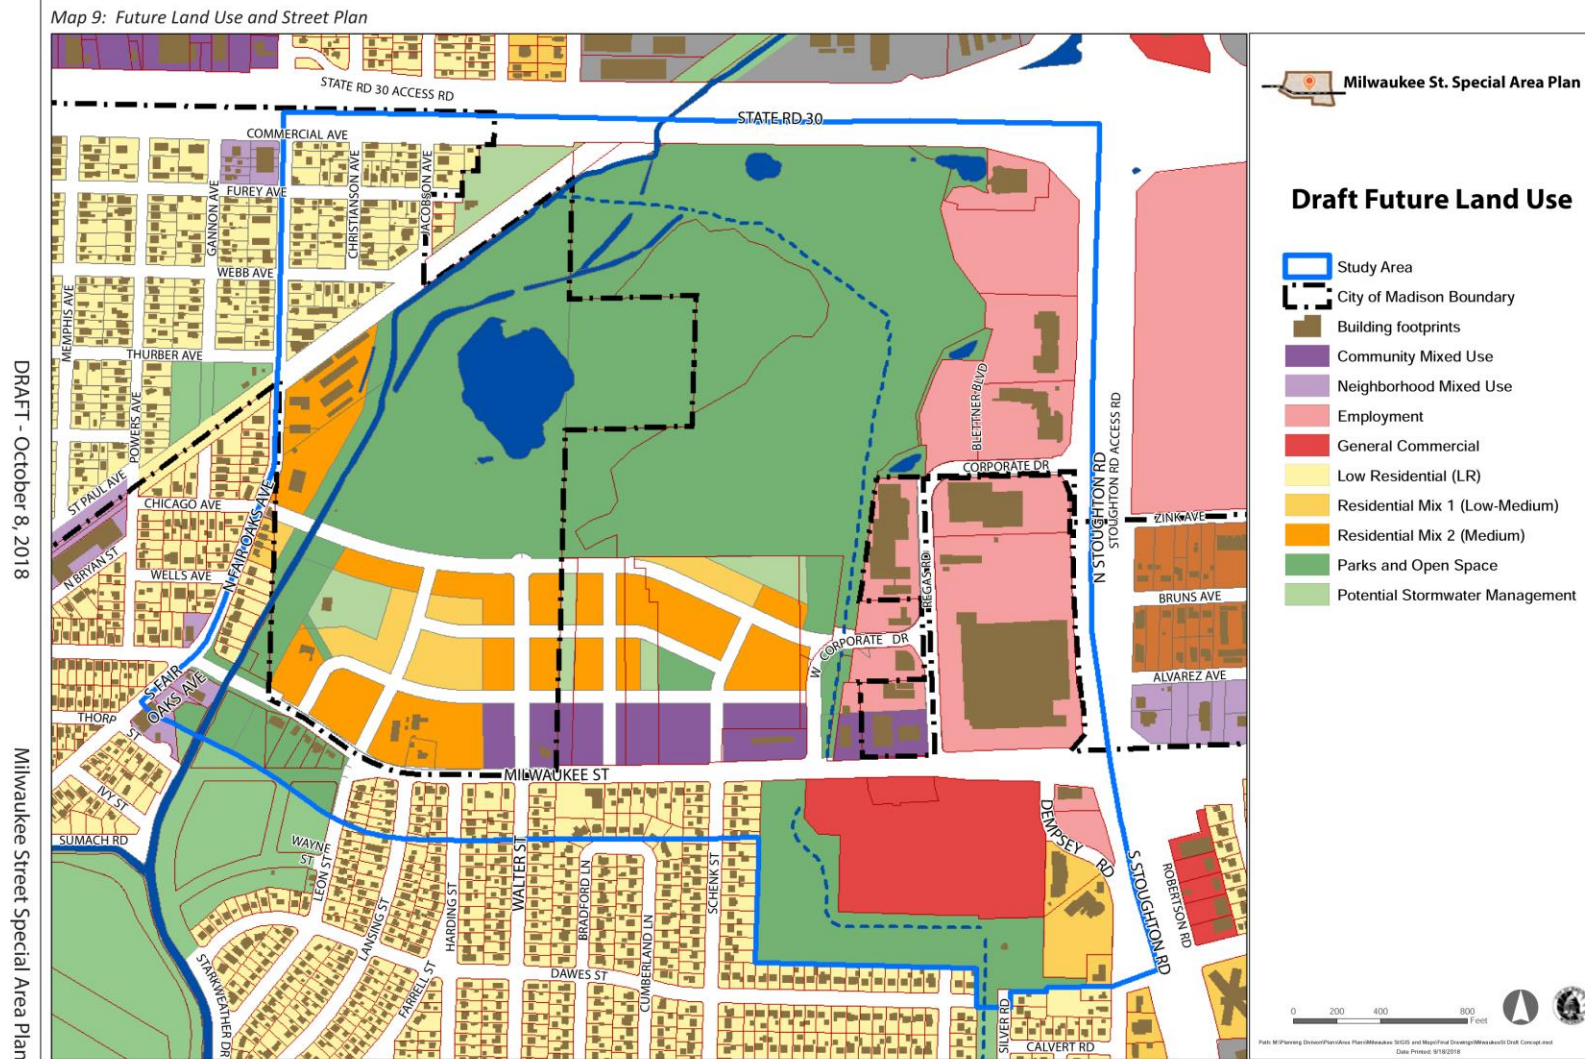 Map 9: Future Land Use and Street Plan
DRAFT - October 8, 2018
Milwaukee Street Special Area Plan
STATE RD 30 ACCESS RD
STATE RD 30
COMMERCIAL AVE
GANNON AVE
FUREY AVE
CHRISTIANSON AVE
JACOBSON AVE
WEBB AVE
MEMPHIS AVE
THURBER AVE
POWERS AVE
ST PAUL AVE
CHICAGO AVE
N BRYAN ST
WELLS AVE
N FAIR OAKS AVE
S FAIR
OAKS AVE
THORP
ST
IVY ST
SUMACH RD
BLETTNER BLVD
CORPORATE DR
REGAS RD
W CORPORATE DR
N STOUGHTON RD
STOUGHTON RD ACCESS RD
ZINK AVE
BRUNS AVE
ALVAREZ AVE
MILWAUKEE ST
WAYNE
ST
LEON ST
LANSING ST
HARDING ST
WALTER ST
BRADFORD LN
CUMBERLAND LN
SCHENK ST
FARRELL ST
STARKWEATHER DR
DAWES ST
DEMPSEY RD
S STOUGHTON RD
ROBERTSON RD
SILVER RD
CALVERT RD
Milwaukee St. Special Area Plan
Draft Future Land Use
Study Area
City of Madison Boundary
Building footprints
Community Mixed Use
Neighborhood Mixed Use
Employment
General Commercial
Low Residential (LR)
Residential Mix 1 (Low-Medium)
Residential Mix 2 (Medium)
Parks and Open Space
Potential Stormwater Management
0 200 400 800
Feet
Date Printed: 9/18/2018